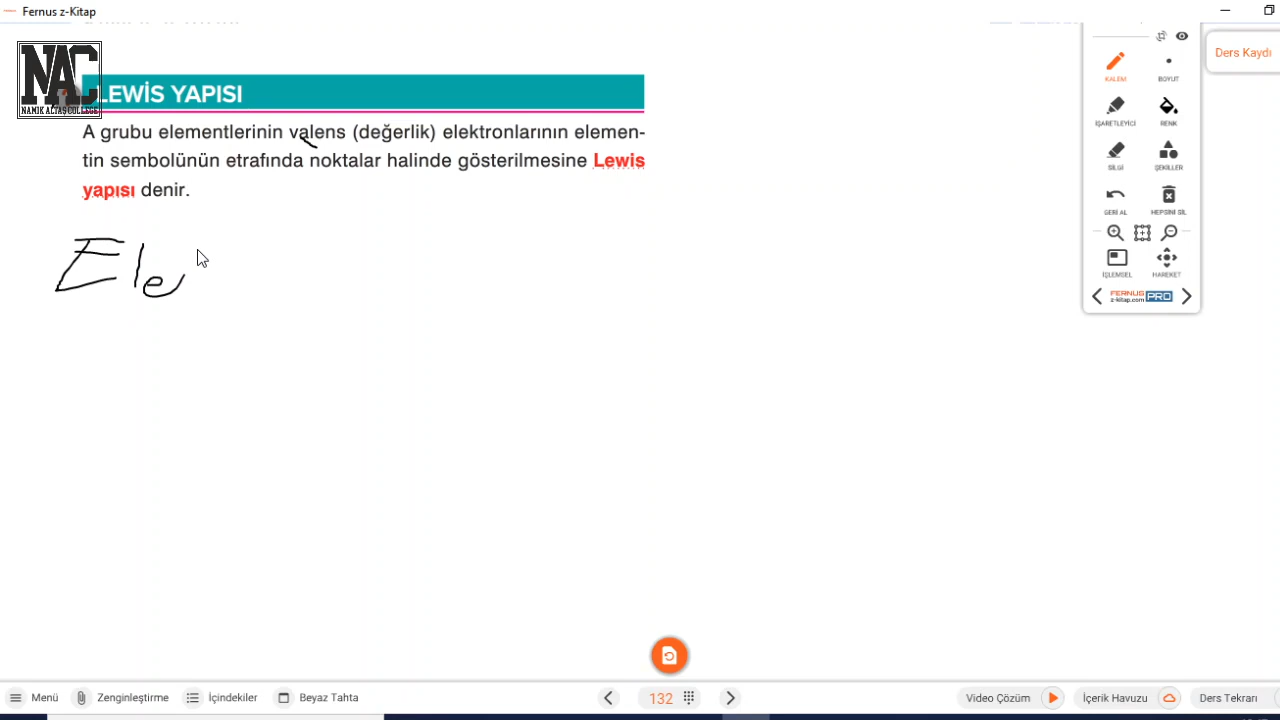 Fernus z-Kitap
NAC
NAMIK ALTAŞ COLLEGE
LEWİS YAPISI
A grubu elementlerinin valens (değerlik) elektronlarının elemen-
tin sembolünün etrafında noktalar halinde gösterilmesine Lewis
yapısı denir.
Ele
Ders Kaydı
KALEM
BOYUT
İŞARETLEYİCİ
RENK
SİLGİ
ŞEKİLLER
GERİ AL
HEPSİNİ SİL
İŞLEMSEL
HAREKET
FERNUS
z-kitap.com PRO
Menü
Zenginleştirme
İçindekiler
Beyaz Tahta
132
Video Çözüm
İçerik Havuzu
Ders Tekrarı